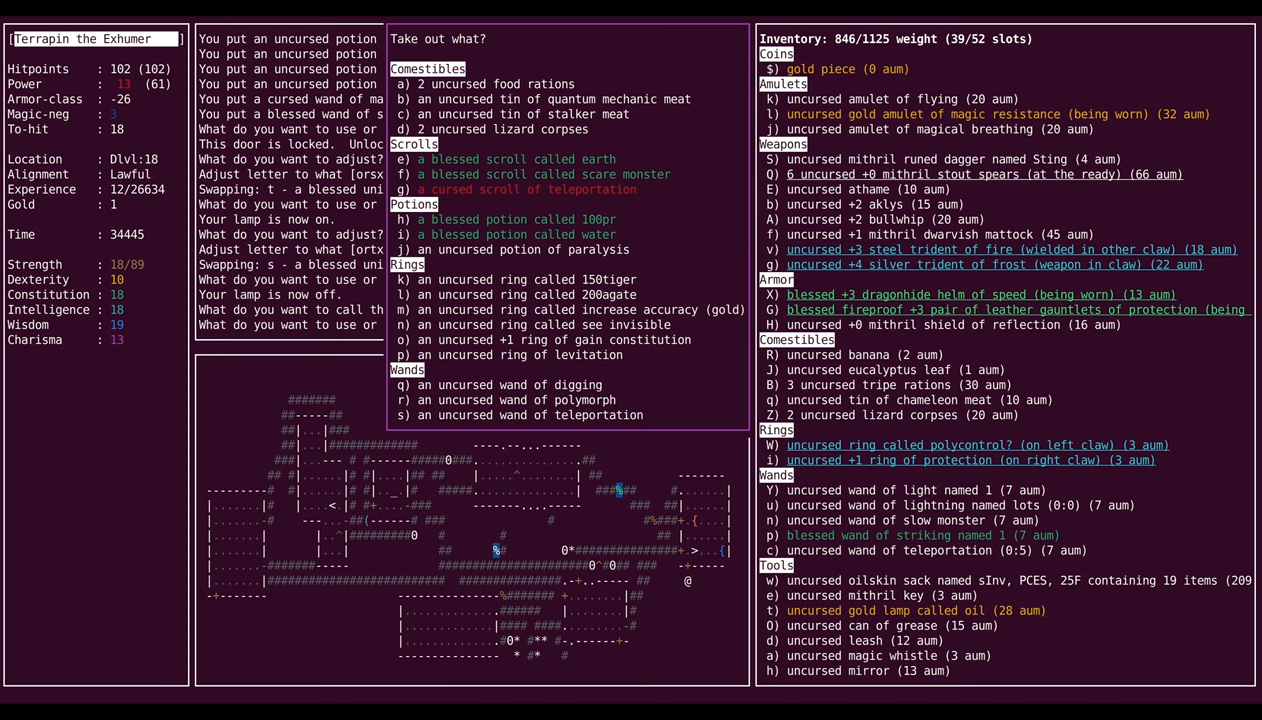 [Terrapin the Exhumer ]
Hitpoints : 102 (102)
Power : 13 (61)
Armor-class : -26
Magic-neg : 3
To-hit : 18
Location : Dlvl:18
Alignment : Lawful
Experience : 12/26634
Gold : 1
Time : 34445
Strength : 18/89
Dexterity : 10
Constitution : 18
Intelligence : 18
Wisdom : 19
Charisma : 13
You put an uncursed potion
You put an uncursed potion
You put an uncursed potion
You put an uncursed potion
You put a cursed wand of ma
You put a blessed wand of s
What do you want to use or
This door is locked. Unloc
What do you want to adjust?
Adjust letter to what [orsx
Swapping: t - a blessed uni
What do you want to use or
Your lamp is now on.
What do you want to adjust?
Adjust letter to what [ortx
Swapping: s - a blessed uni
What do you want to use or
Your lamp is now off.
What do you want to call th
What do you want to use or
Take out what?
Comestibles
a) 2 uncursed food rations
b) an uncursed tin of quantum mechanic meat
c) an uncursed tin of stalker meat
d) 2 uncursed lizard corpses
Scrolls
e) a blessed scroll called earth
f) a blessed scroll called scare monster
g) a cursed scroll of teleportation
Potions
h) a blessed potion called 100pr
i) a blessed potion called water
j) an uncursed potion of paralysis
Rings
k) an uncursed ring called 150tiger
l) an uncursed ring called 200agate
m) an uncursed ring called increase accuracy (gold)
n) an uncursed ring called see invisible
o) an uncursed +1 ring of gain constitution
p) an uncursed ring of levitation
Wands
q) an uncursed wand of digging
r) an uncursed wand of polymorph
s) an uncursed wand of teleportation
Inventory: 846/1125 weight (39/52 slots)
Coins
$) gold piece (0 aum)
Amulets
k) uncursed amulet of flying (20 aum)
l) uncursed gold amulet of magic resistance (being worn) (32 aum)
j) uncursed amulet of magical breathing (20 aum)
Weapons
S) uncursed mithril runed dagger named Sting (4 aum)
Q) 6 uncursed +0 mithril stout spears (at the ready) (66 aum)
E) uncursed athame (10 aum)
b) uncursed +2 aklys (15 aum)
A) uncursed +2 bullwhip (20 aum)
f) uncursed +1 mithril dwarvish mattock (45 aum)
v) uncursed +3 steel trident of fire (wielded in other claw) (18 aum)
g) uncursed +4 silver trident of frost (weapon in claw) (22 aum)
Armor
X) blessed +3 dragonhide helm of speed (being worn) (13 aum)
G) blessed fireproof +3 pair of leather gauntlets of protection (being
H) uncursed +0 mithril shield of reflection (16 aum)
Comestibles
R) uncursed banana (2 aum)
J) uncursed eucalyptus leaf (1 aum)
B) 3 uncursed tripe rations (30 aum)
q) uncursed tin of chameleon meat (10 aum)
Z) 2 uncursed lizard corpses (20 aum)
Rings
W) uncursed ring called polycontrol? (on left claw) (3 aum)
i) uncursed +1 ring of protection (on right claw) (3 aum)
Wands
Y) uncursed wand of light named 1 (7 aum)
u) uncursed wand of lightning named lots (0:0) (7 aum)
n) uncursed wand of slow monster (7 aum)
p) blessed wand of striking named 1 (7 aum)
c) uncursed wand of teleportation (0:5) (7 aum)
Tools
w) uncursed oilskin sack named sInv, PCES, 25F containing 19 items (209
e) uncursed mithril key (3 aum)
t) uncursed gold lamp called oil (28 aum)
O) uncursed can of grease (15 aum)
d) uncursed leash (12 aum)
a) uncursed magic whistle (3 aum)
h) uncursed mirror (13 aum)